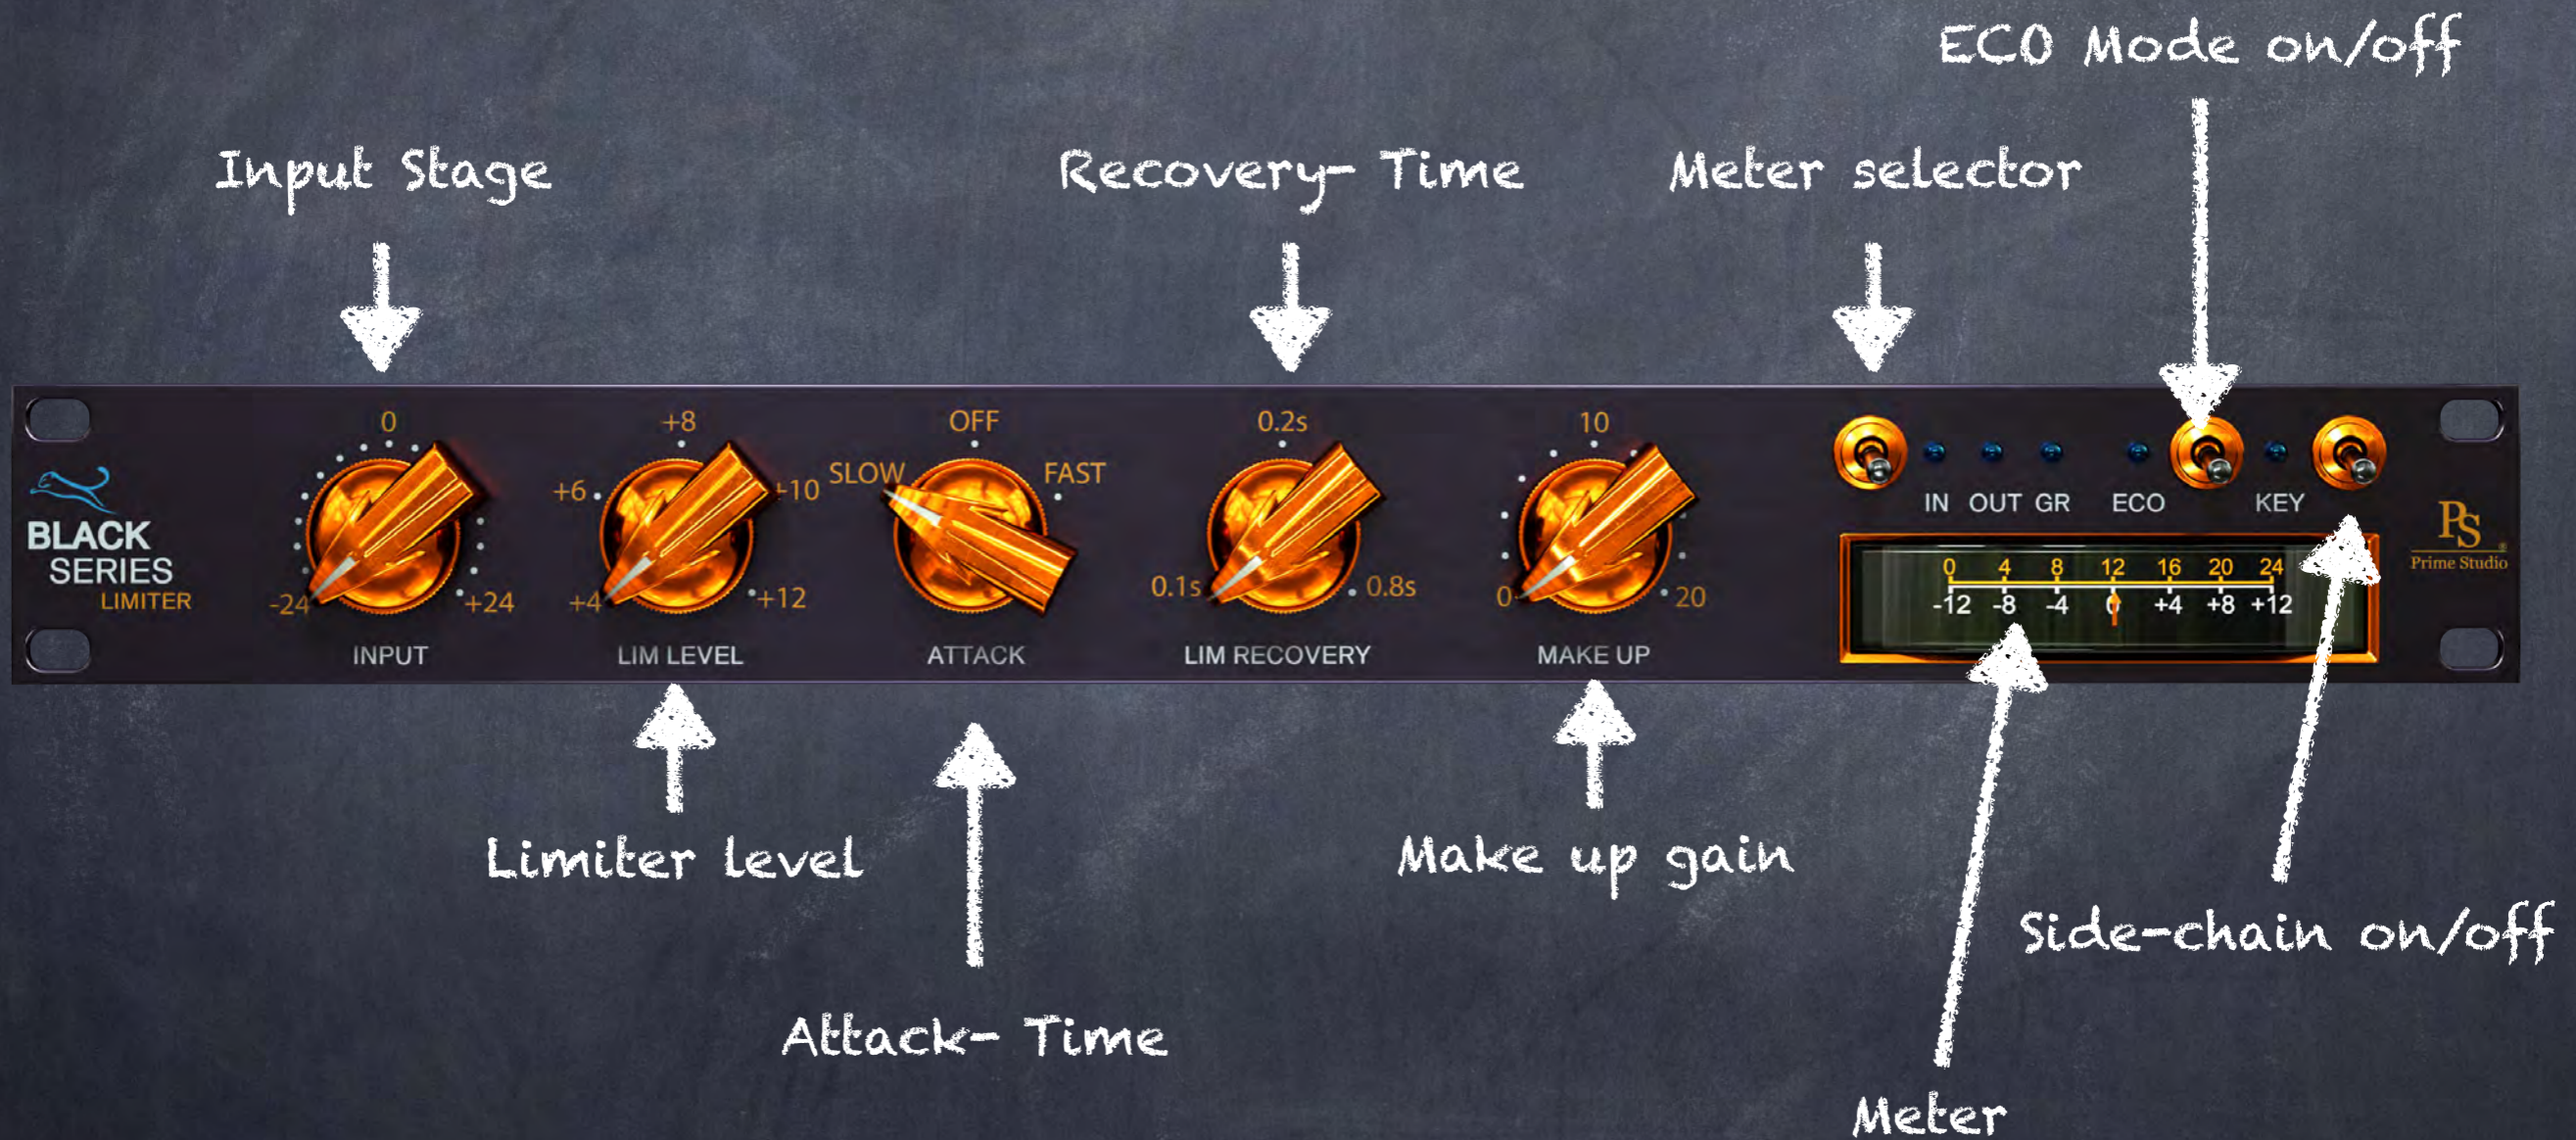 ECO Mode on/off
Input Stage
Recovery- Time
Meter selector
0
+8
OFF
0.2s
10
+6
+10
SLOW
FAST
IN OUT GR ECO KEY
BLACK
SERIES
LIMITER
-24
+24
+4
+12
0.1s
0.8s
0
20
0 4 8 12 16 20 24
-12 -8 -4 0 +4 +8 +12
PS
Prime Studio
INPUT
LIM LEVEL
ATTACK
LIM RECOVERY
MAKE UP
Limiter level
Make up gain
Side-chain on/off
Attack- Time
Meter